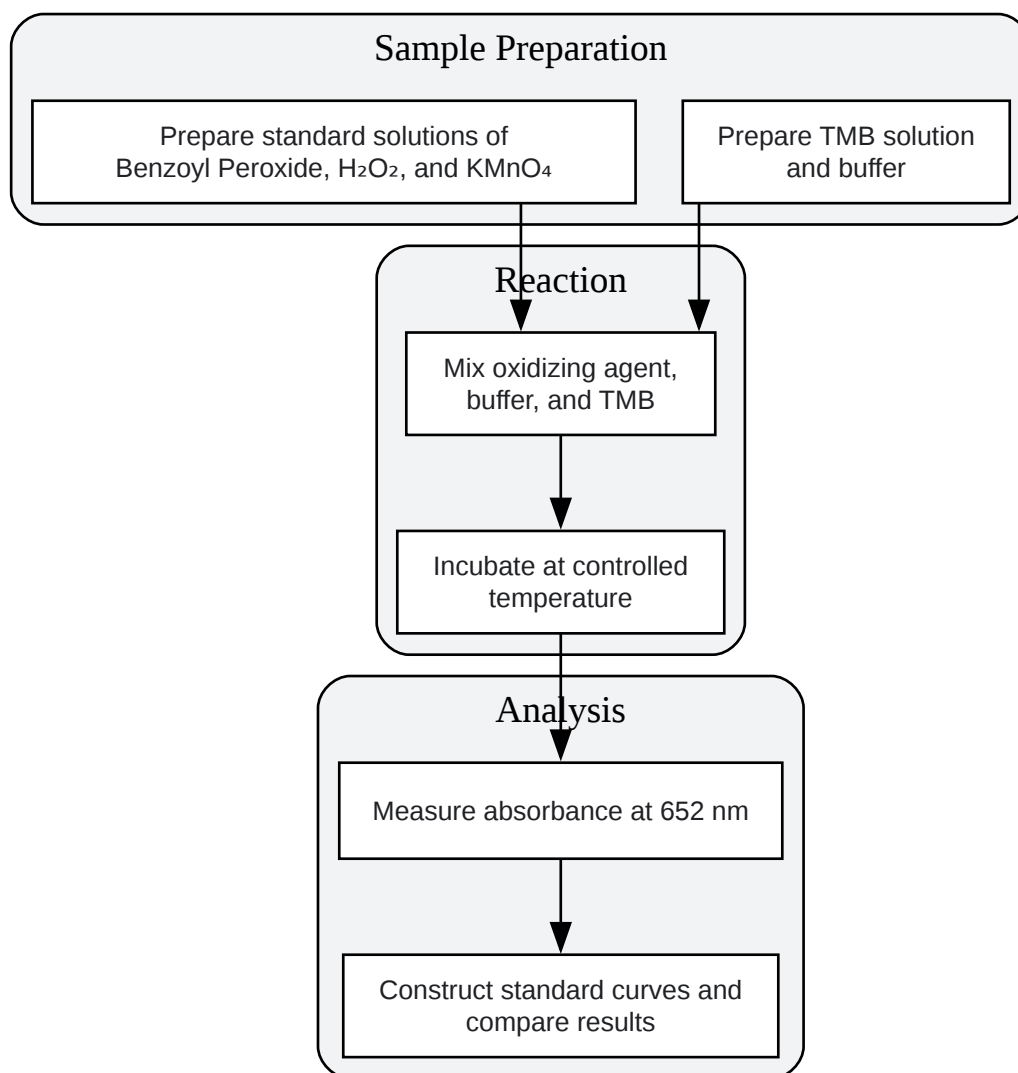 Sample Preparation
Prepare standard solutions of
Benzoyl Peroxide, H₂O₂, and KMnO₄
Prepare TMB solution
and buffer
Reaction
Mix oxidizing agent,
buffer, and TMB
Incubate at controlled
temperature
Analysis
Measure absorbance at 652 nm
Construct standard curves and
compare results